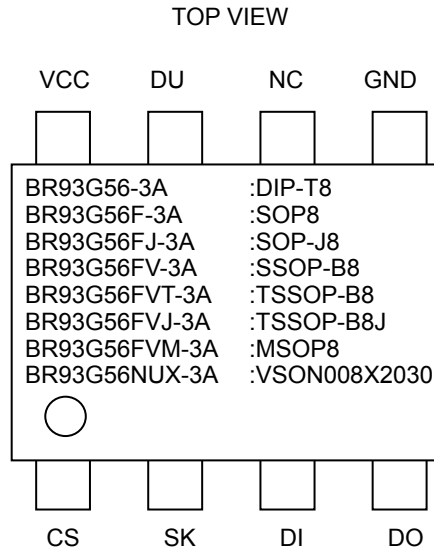 TOP VIEW
VCC DU NC GND
BR93G56-3A :DIP-T8
BR93G56F-3A :SOP8
BR93G56FJ-3A :SOP-J8
BR93G56FV-3A :SSOP-B8
BR93G56FVT-3A :TSSOP-B8
BR93G56FVJ-3A :TSSOP-B8J
BR93G56FVM-3A :MSOP8
BR93G56NUX-3A :VSON008X2030
CS SK DI DO